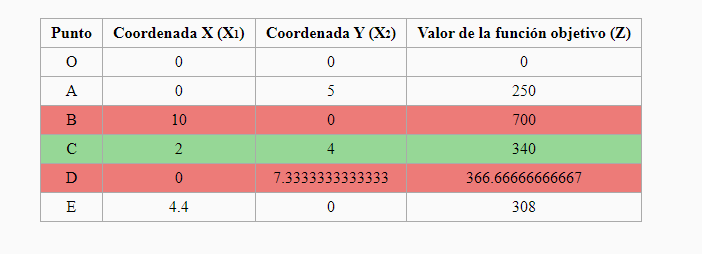 Punto Coordenada X (X1) Coordenada Y (X2) Valor de la función objetivo (Z)
O 0 0 0
A 0 5 250
B 10 0 700
C 2 4 340
D 0 7.3333333333333 366.66666666667
E 4.4 0 308